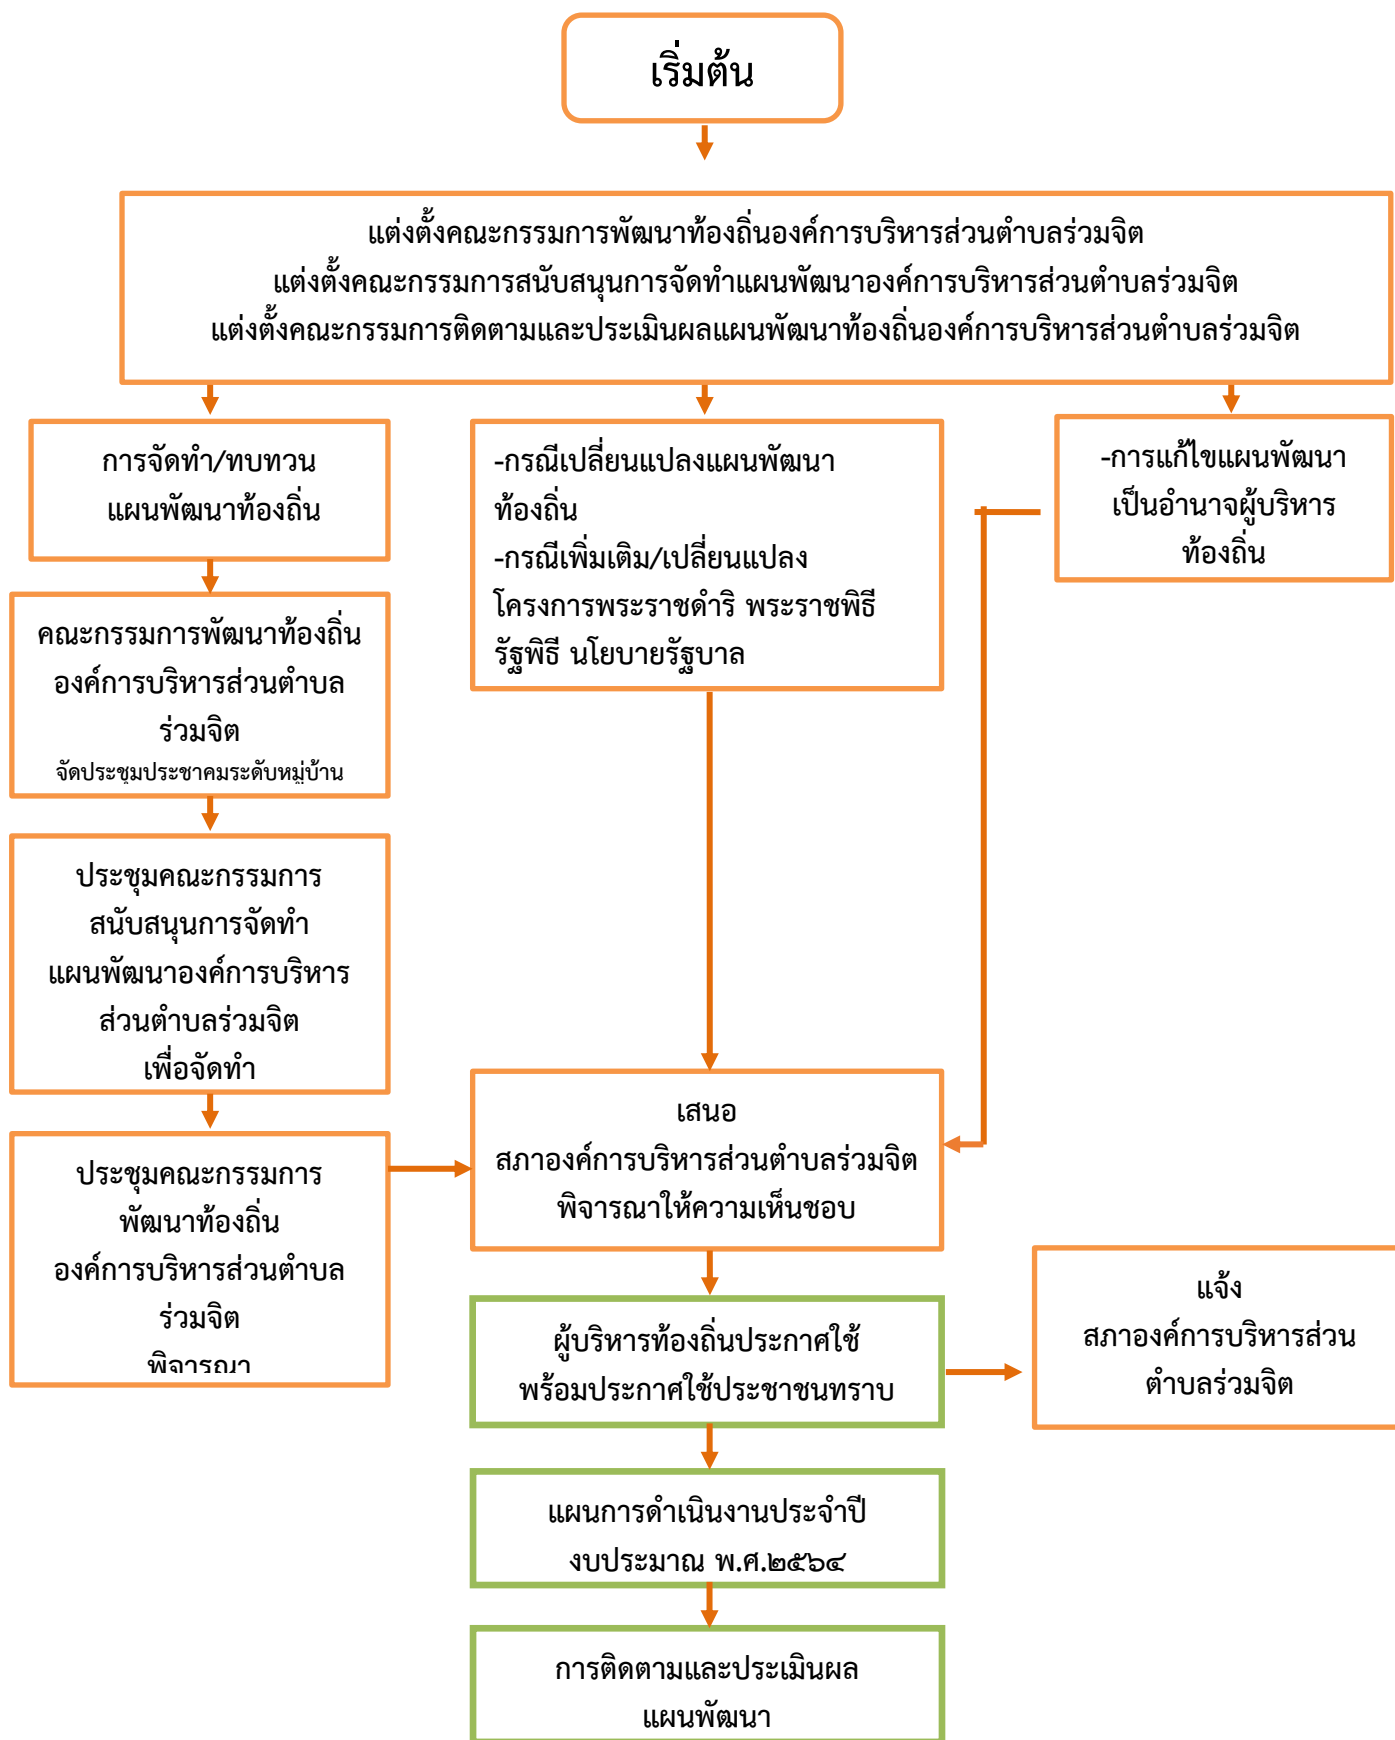 เริ่มต้น
แต่งตั้งคณะกรรมการพัฒนาท้องถิ่นองค์การบริหารส่วนตำบลร่วมจิต
แต่งตั้งคณะกรรมการสนับสนุนการจัดทำแผนพัฒนาองค์การบริหารส่วนตำบลร่วมจิต
แต่งตั้งคณะกรรมการติดตามและประเมินผลแผนพัฒนาท้องถิ่นองค์การบริหารส่วนตำบลร่วมจิต
การจัดทำ/ทบทวน
แผนพัฒนาท้องถิ่น
-กรณีเปลี่ยนแปลงแผนพัฒนา
ท้องถิ่น
-กรณีเพิ่มเติม/เปลี่ยนแปลง
โครงการพระราชดำริ พระราชพิธี
รัฐพิธี นโยบายรัฐบาล
-การแก้ไขแผนพัฒนา
เป็นอำนาจผู้บริหาร
ท้องถิ่น
คณะกรรมการพัฒนาท้องถิ่น
องค์การบริหารส่วนตำบล
ร่วมจิต
จัดประชุมประชาคมระดับหมู่บ้าน
ประชุมคณะกรรมการ
สนับสนุนการจัดทำ
แผนพัฒนาองค์การบริหาร
ส่วนตำบลร่วมจิต
เพื่อจัดทำ
ประชุมคณะกรรมการ
พัฒนาท้องถิ่น
องค์การบริหารส่วนตำบล
ร่วมจิต
พิจารณา
เสนอ
สภาองค์การบริหารส่วนตำบลร่วมจิต
พิจารณาให้ความเห็นชอบ
ผู้บริหารท้องถิ่นประกาศใช้
พร้อมประกาศใช้ประชาชนทราบ
แจ้ง
สภาองค์การบริหารส่วน
ตำบลร่วมจิต
แผนการดำเนินงานประจำปี
งบประมาณ พ.ศ.๒๕๖๔
การติดตามและประเมินผล
แผนพัฒนา